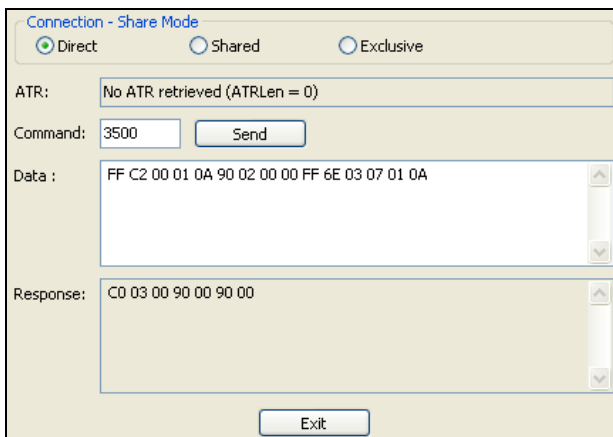 Connection - Share Mode
Direct Shared Exclusive
ATR: No ATR retrieved (ATRLen = 0)
Command: 3500 Send
Data : FF C2 00 01 0A 90 02 00 00 FF 6E 03 07 01 0A
Response: C0 03 00 90 00 90 00
Exit